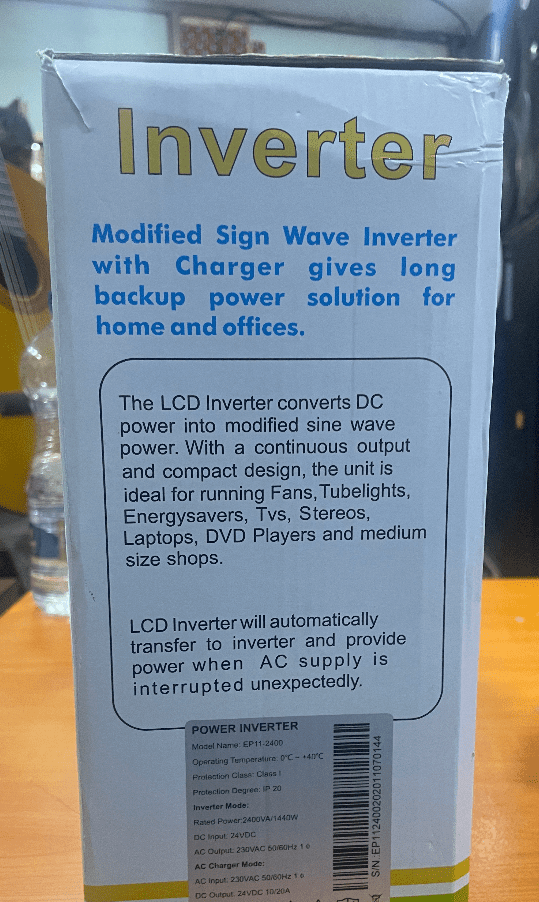 Inverter
Modified Sign Wave Inverter
with Charger gives long
backup power solution for
home and offices.
The LCD Inverter converts DC
power into modified sine wave
power. With a continuous output
and compact design, the unit is
ideal for running Fans, Tubelights,
Energysavers, Tvs, Stereos,
Laptops, DVD Players and medium
size shops.
LCD Inverter will automatically
transfer to inverter and provide
power when AC supply is
interrupted unexpectedly.
POWER INVERTER
Model Name: EP11-2400
Operating Temperature: 0°C ~ +40°C
Protection Class: Class I
Protection Degree: IP 20
Inverter Mode:
Rated Power:2400VA/1440W
DC Input: 24VDC
AC Output: 230VAC 50/60Hz 1 ø
AC Charger Mode:
AC Input: 230VAC 50/60Hz 1 ø
DC Output: 24VDC 10/20A
S/N EP112400202011070144